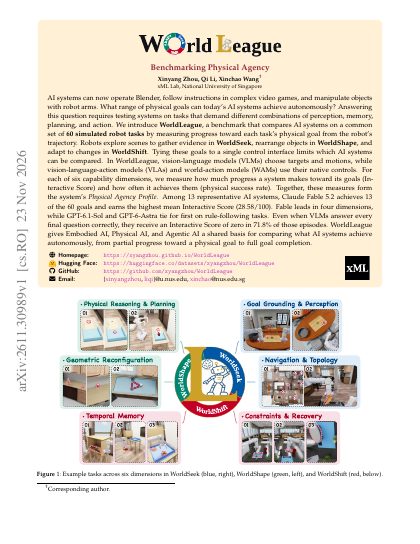 World League
Benchmarking Physical Agency
Xinyang Zhou, Qi Li, Xinchao Wang†
xML Lab, National University of Singapore
AI systems can now operate Blender, follow instructions in complex video games, and manipulate objects
with robot arms. What range of physical goals can today's AI systems achieve autonomously? Answering
this question requires testing systems on tasks that demand different combinations of perception, memory,
planning, and action. We introduce WorldLeague, a benchmark that compares AI systems on a common
set of 60 simulated robot tasks by measuring progress toward each task's physical goal from the robot's
trajectory. Robots explore scenes to gather evidence in WorldSeek, rearrange objects in WorldShape, and
adapt to changes in WorldShift. Tying these goals to a single control interface limits which AI systems
can be compared. In WorldLeague, vision-language models (VLMs) choose targets and motions, while
vision-language-action models (VLAs) and world-action models (WAMs) use their native controls. For
each of six capability dimensions, we measure how much progress a system makes toward its goals (In-
teractive Score) and how often it achieves them (physical success rate). Together, these measures form
the system's Physical Agency Profile. Among 13 representative AI systems, Claude Fable 5.2 achieves 13
of the 60 goals and earns the highest mean Interactive Score (28.58/100). Fable leads in four dimensions,
while GPT-6.1-Sol and GPT-6-Astra tie for first on rule-following tasks. Even when VLMs answer every
final question correctly, they receive an Interactive Score of zero in 71.8% of those episodes. WorldLeague
gives Embodied AI, Physical AI, and Agentic AI a shared basis for comparing what AI systems achieve
autonomously, from partial progress toward a physical goal to full goal completion.
Homepage: https://xyangzhou.github.io/WorldLeague
Hugging Face: https://huggingface.co/datasets/xyangzhou/WorldLeague
GitHub: https://github.com/xyangzhou/WorldLeague
Email:
xML
arXiv:2611.30989v1 [cs.RO] 23 Nov 2026
Physical Reasoning & Planning
Goal Grounding & Perception
Geometric Reconfiguration
Navigation & Topology
Temporal Memory
Constraints & Recovery
01 02
01 02
01 02
01 02 03
01 02 03
WorldShape
WorldSeek
WorldShift
Figure 1: Example tasks across six dimensions in WorldSeek (blue, right), WorldShape (green, left), and WorldShift (red, below).
†Corresponding author.